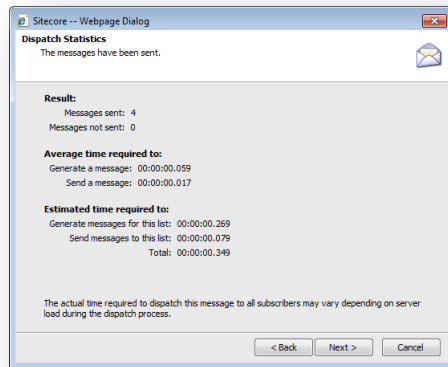 Sitecore -- Webpage Dialog
Dispatch Statistics
The messages have been sent.
Result:
Messages sent: 4
Messages not sent: 0
Average time required to:
Generate a message: 00:00:00.059
Send a message: 00:00:00.017
Estimated time required to:
Generate messages for this list: 00:00:00.269
Send messages to this list: 00:00:00.079
Total: 00:00:00.349
The actual time required to dispatch this message to all subscribers may vary depending on server
load during the dispatch process.
< Back Next > Cancel